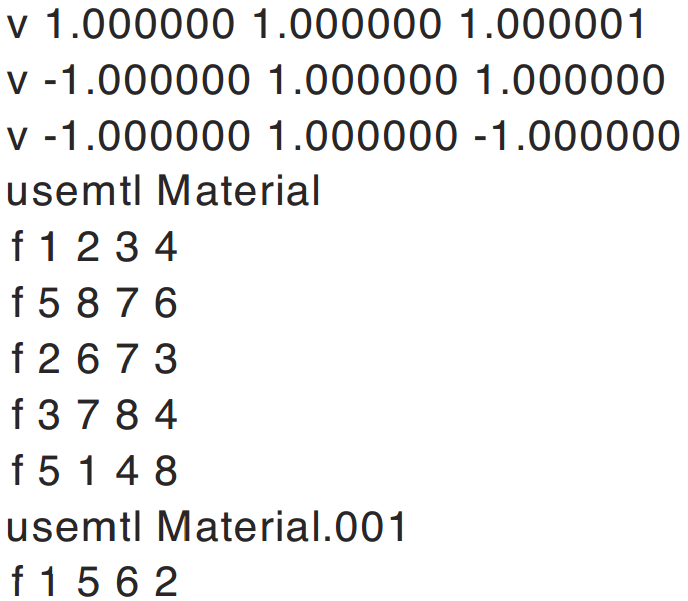 v 1.000000 1.000000 1.000001
v -1.000000 1.000000 1.000000
v -1.000000 1.000000 -1.000000
usemtl Material
f 1 2 3 4
f 5 8 7 6
f 2 6 7 3
f 3 7 8 4
f 5 1 4 8
usemtl Material.001
f 1 5 6 2